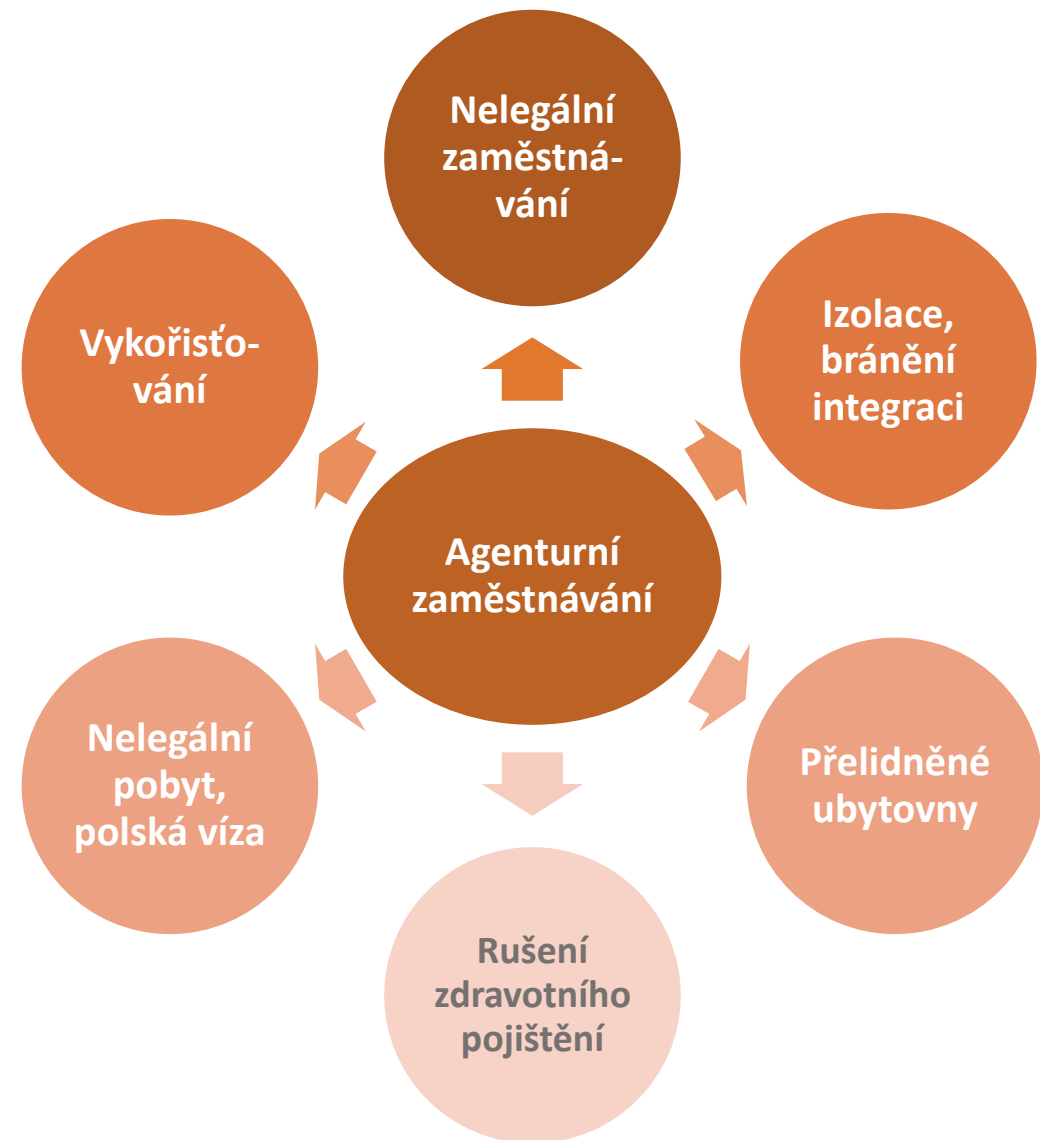 Nelegální
zaměstná-
vání
Izolace,
bránění
integraci
Vykořisťo-
vání
Agenturní
zaměstnávání
Nelegální
pobyt,
polská víza
Přelidněné
ubytovny
Rušení
zdravotního
pojištění